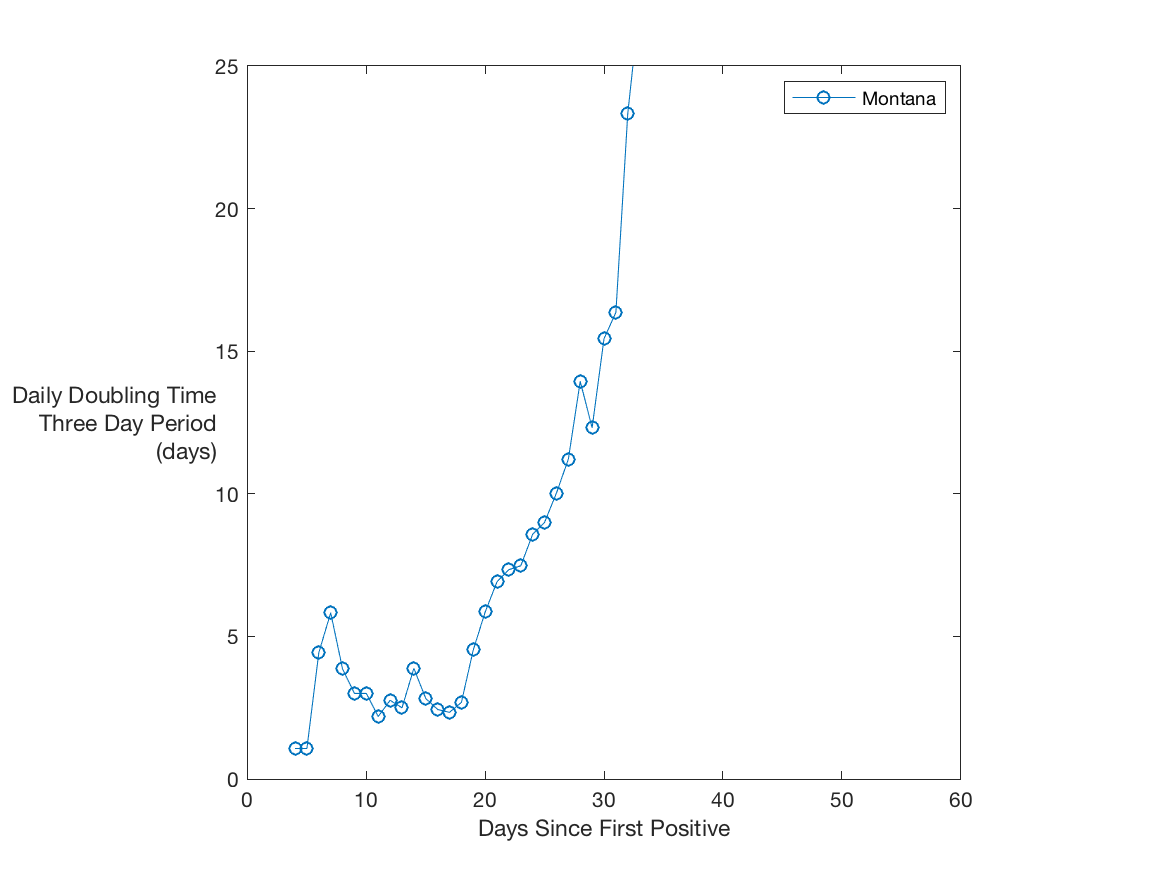 25
Montana
20
15
Daily Doubling Time
Three Day Period
(days)
10
5
0
0 10 20 30 40 50 60
Days Since First Positive